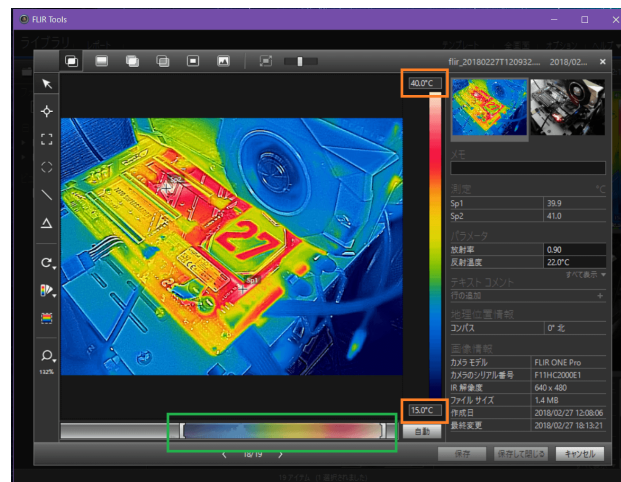 FLIR Tools
ライブラリ
flir_20180227T120932... 2018/02...
40.0°C
15.0°C
自動
27
Sp2
Sp1
132%
18/19
メモ
測定 °C
Sp1 39.9
Sp2 41.0
パラメータ
放射率 0.90
反射温度 22.0°C
すべて表示
テキスト コメント
行の追加 +
地理位置情報
コンパス 0° 北
画像情報
カメラ モデル FLIR ONE Pro
カメラのシリアル番号 F11HC2000E1
IR 解像度 640 x 480
ファイル サイズ 1.4 MB
作成日 2018/02/27 12:08:06
最終変更 2018/02/27 18:13:21
保存 保存して閉じる キャンセル